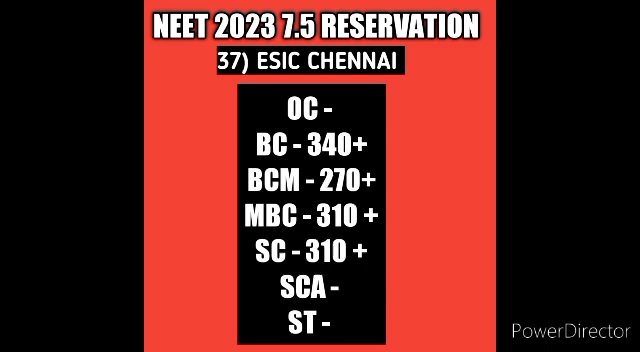 NEET 2023 7.5 RESERVATION
37) ESIC CHENNAI
OC -
BC - 340+
BCM - 270+
MBC - 310 +
SC - 310 +
SCA -
ST -
PowerDirector